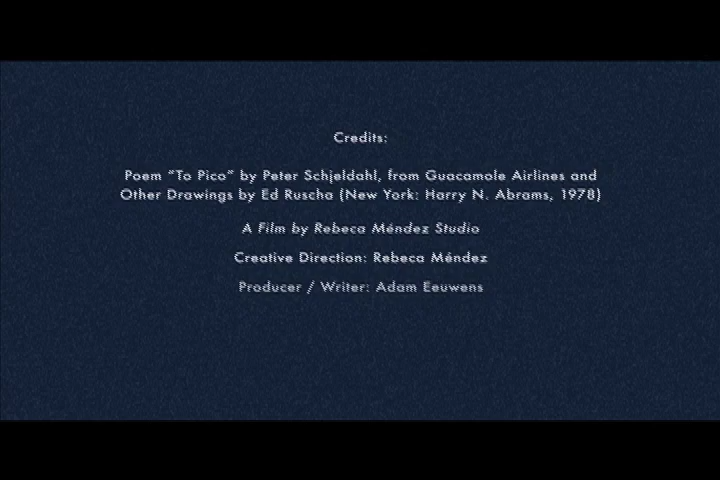 Credits:
Poem “To Pico” by Peter Schjeldahl, from Guacamole Airlines and
Other Drawings by Ed Ruscha (New York: Harry N. Abrams, 1978)
A Film by Rebeca Méndez Studio
Creative Direction: Rebeca Méndez
Producer / Writer: Adam Eeuwens